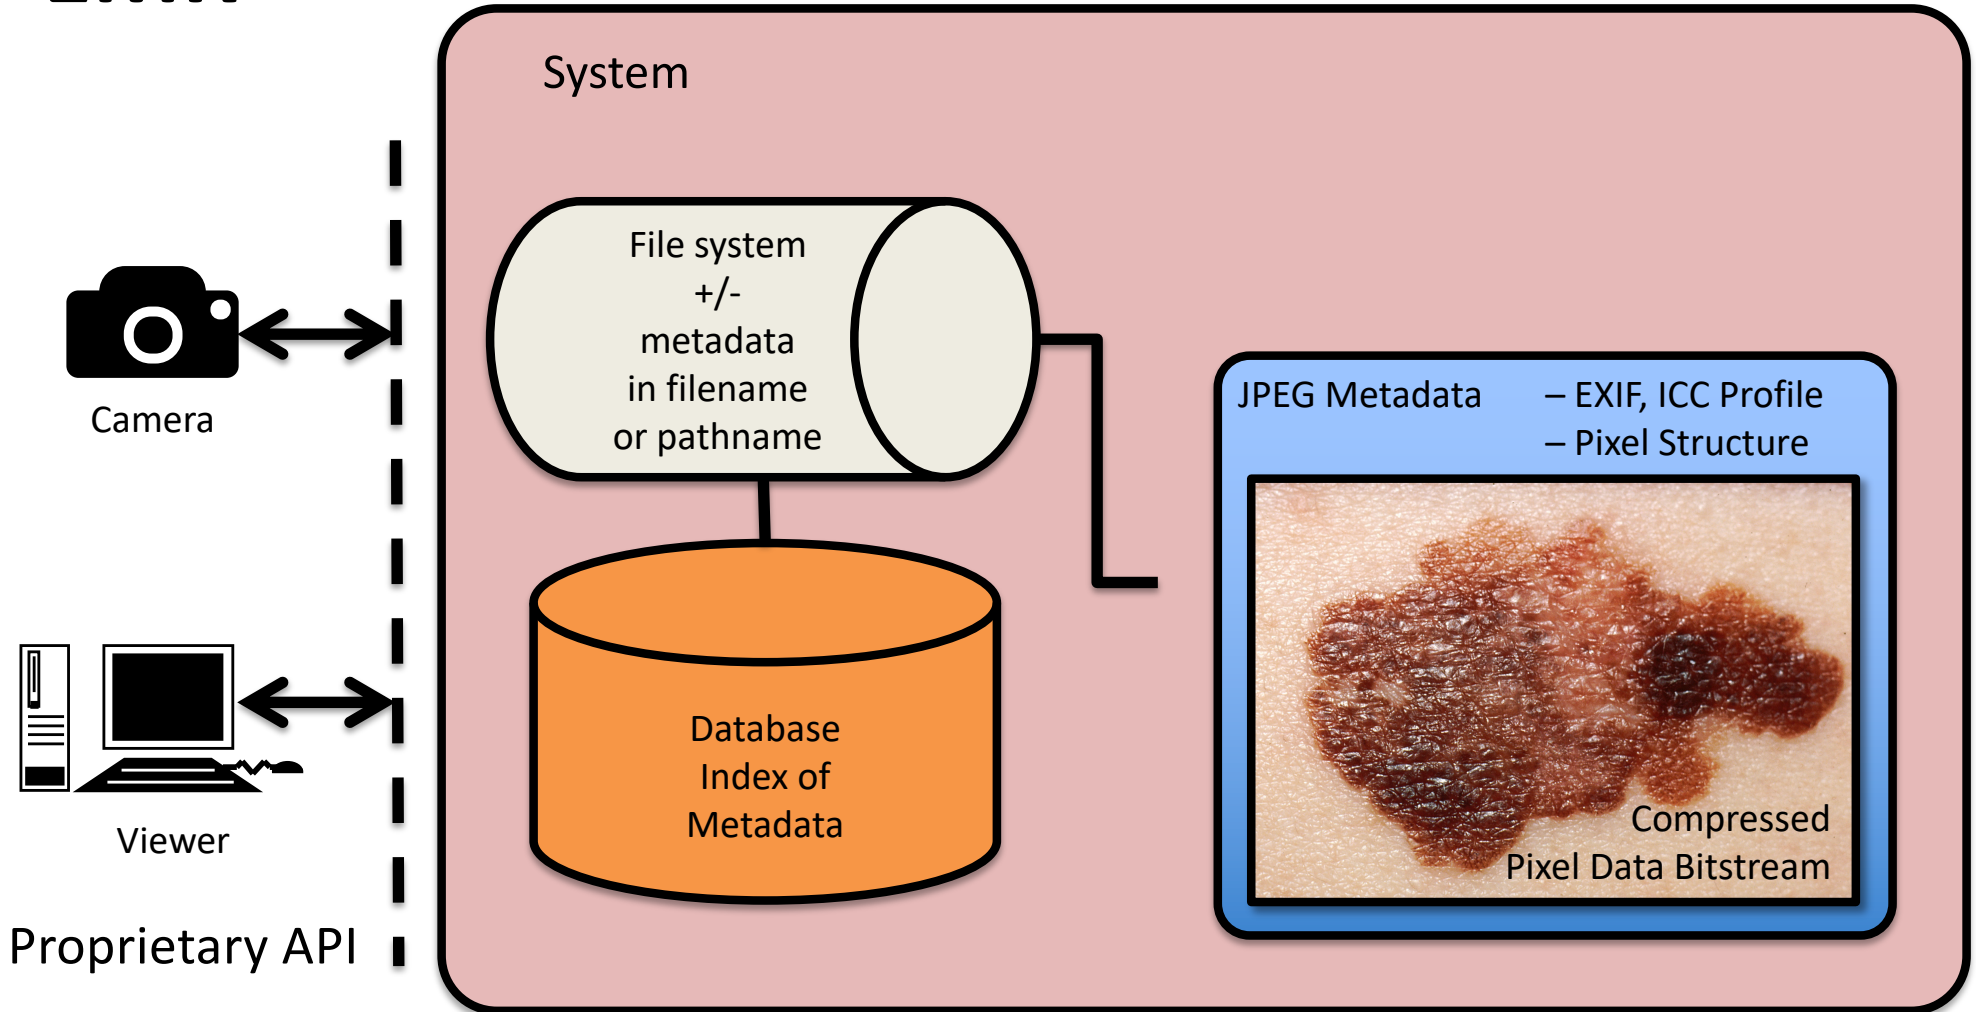 System
File system
+/-
metadata
in filename
or pathname
Camera
JPEG Metadata – EXIF, ICC Profile
– Pixel Structure
Database
Index of
Metadata
Viewer
Compressed
Pixel Data Bitstream
Proprietary API